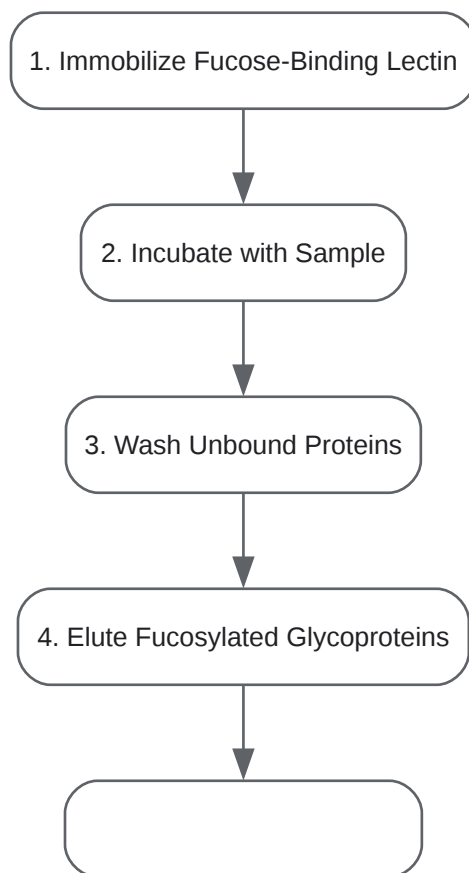 1. Immobilize Fucose-Binding Lectin
2. Incubate with Sample
3. Wash Unbound Proteins
4. Elute Fucosylated Glycoproteins